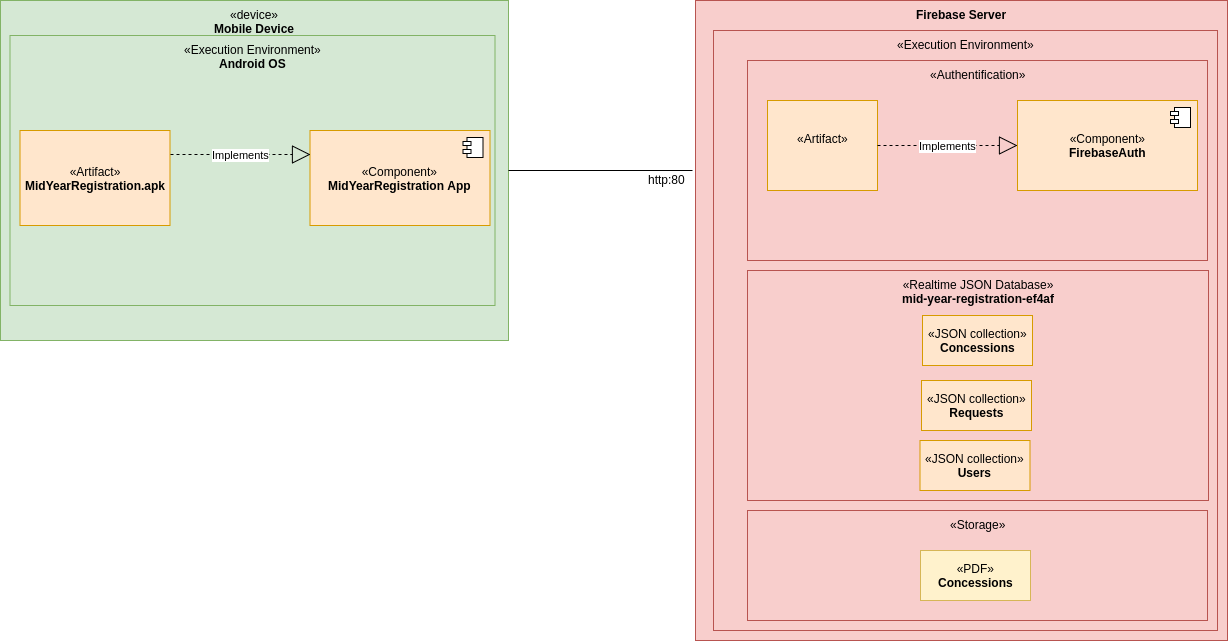 «device»
Mobile Device
«Execution Environment»
Android OS
«Artifact»
MidYearRegistration.apk
Implements
«Component»
MidYearRegistration App
http:80
Firebase Server
«Execution Environment»
«Authentification»
«Artifact»
Implements
«Component»
FirebaseAuth
«Realtime JSON Database»
mid-year-registration-ef4af
«JSON collection»
Concessions
«JSON collection»
Requests
«JSON collection»
Users
«Storage»
«PDF»
Concessions